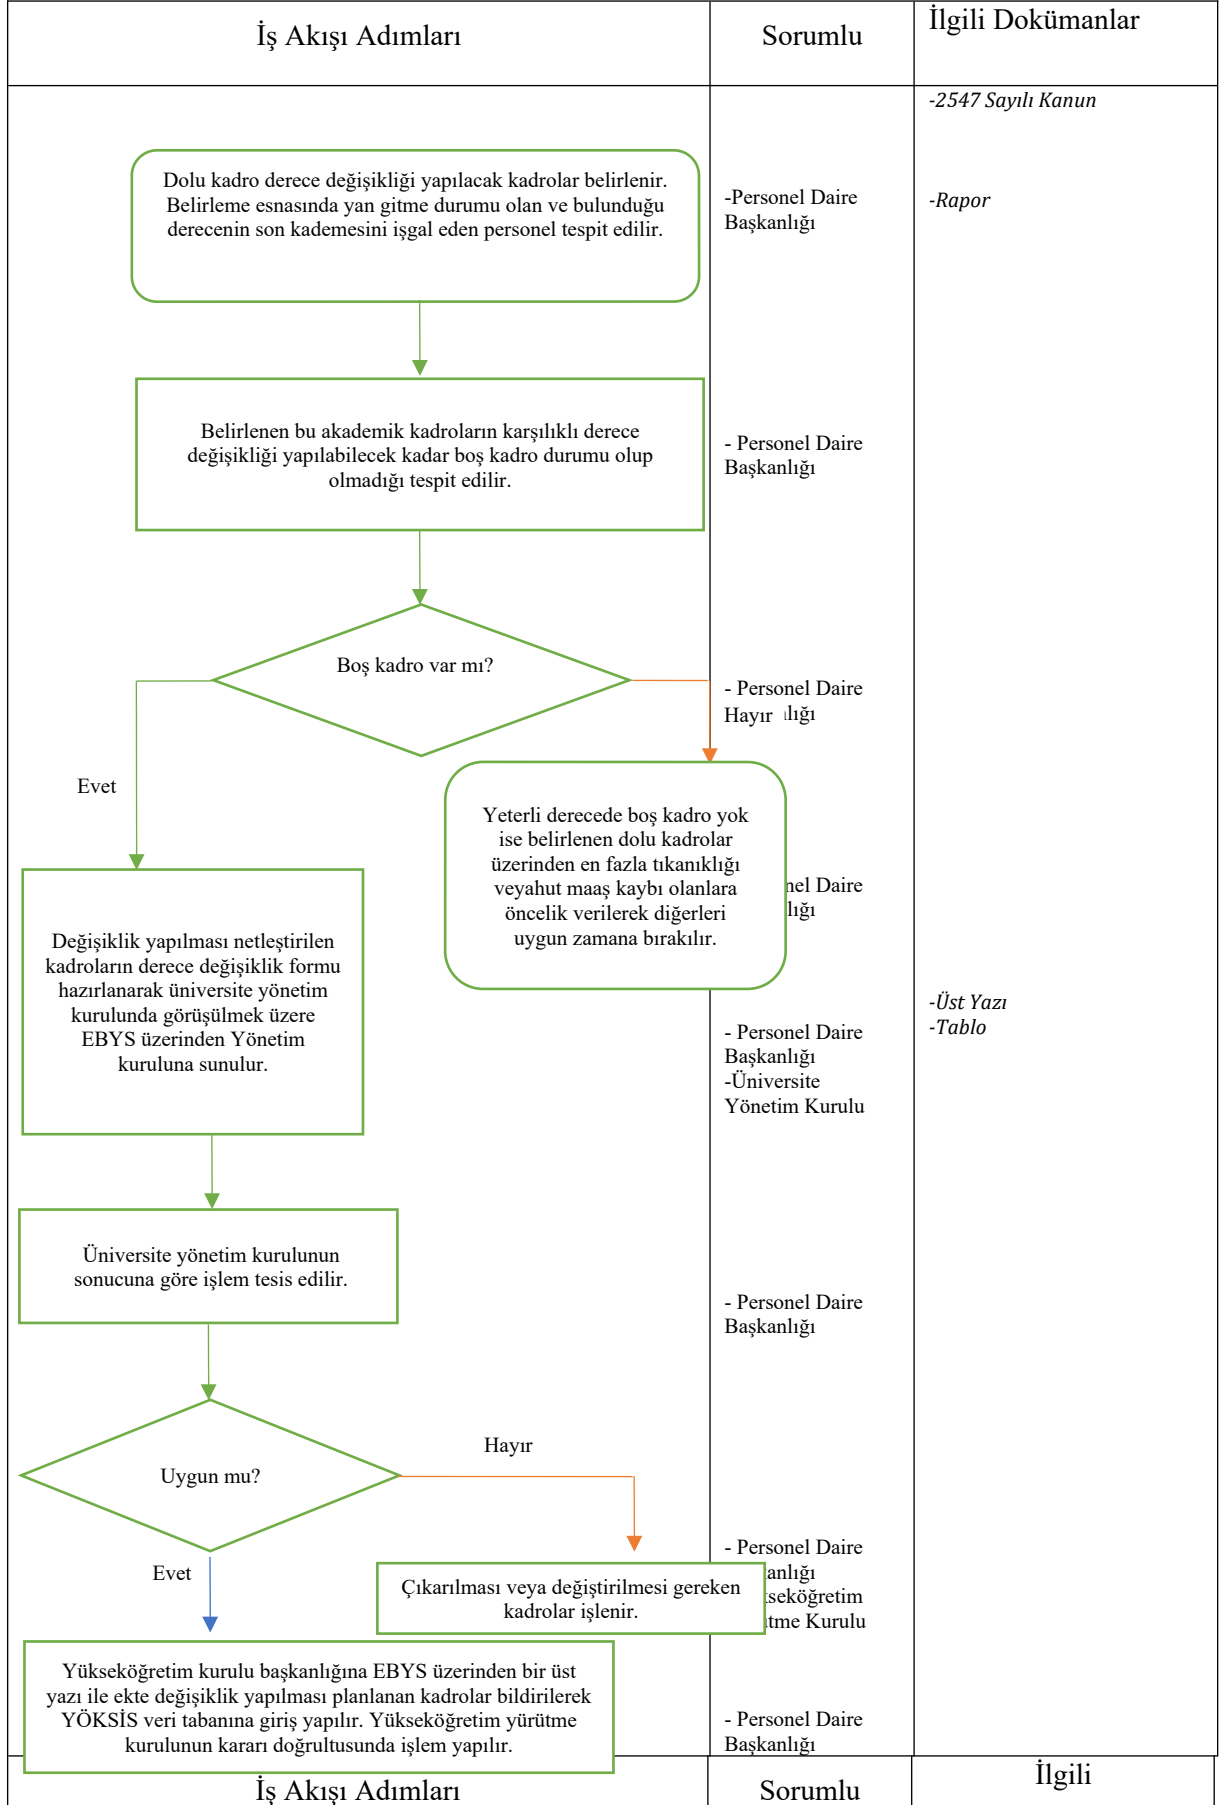 İş Akışı Adımları
Sorumlu
İlgili Dokümanlar
-2547 Sayılı Kanun
Dolu kadro derece değişikliği yapılacak kadrolar belirlenir.
Belirleme esnasında yan gitme durumu olan ve bulunduğu
derecenin son kademesini işgal eden personel tespit edilir.
-Personel Daire
Başkanlığı
-Rapor
Belirlenen bu akademik kadroların karşılıklı derece
değişikliği yapılabilecek kadar boş kadro durumu olup
olmadığı tespit edilir.
- Personel Daire
Başkanlığı
Boş kadro var mı?
- Personel Daire
Hayır lığı
Evet
Yeterli derecede boş kadro yok
ise belirlenen dolu kadrolar
üzerinden en fazla tıkanıklığı
veyahut maaş kaybı olanlara
öncelik verilerek diğerleri
uygun zamana bırakılır.
nel Daire
lığı
Değişiklik yapılması netleştirilen
kadroların derece değişiklik formu
hazırlanarak üniversite yönetim
kurulunda görüşülmek üzere
EBYS üzerinden Yönetim
kuruluna sunulur.
- Personel Daire
Başkanlığı
-Üniversite
Yönetim Kurulu
-Üst Yazı
-Tablo
Üniversite yönetim kurulunun
sonucuna göre işlem tesis edilir.
- Personel Daire
Başkanlığı
Uygun mu?
Hayır
Evet
Çıkarılması veya değiştirilmesi gereken
kadrolar işlenir.
- Personel Daire
anlığı
kseköğretim
tme Kurulu
Yükseköğretim kurulu başkanlığına EBYS üzerinden bir üst
yazı ile ekte değişiklik yapılması planlanan kadrolar bildirilerek
YÖKSİS veri tabanına giriş yapılır. Yükseköğretim yürütme
kurulunun kararı doğrultusunda işlem yapılır.
- Personel Daire
Başkanlığı
İş Akışı Adımları
Sorumlu
İlgili